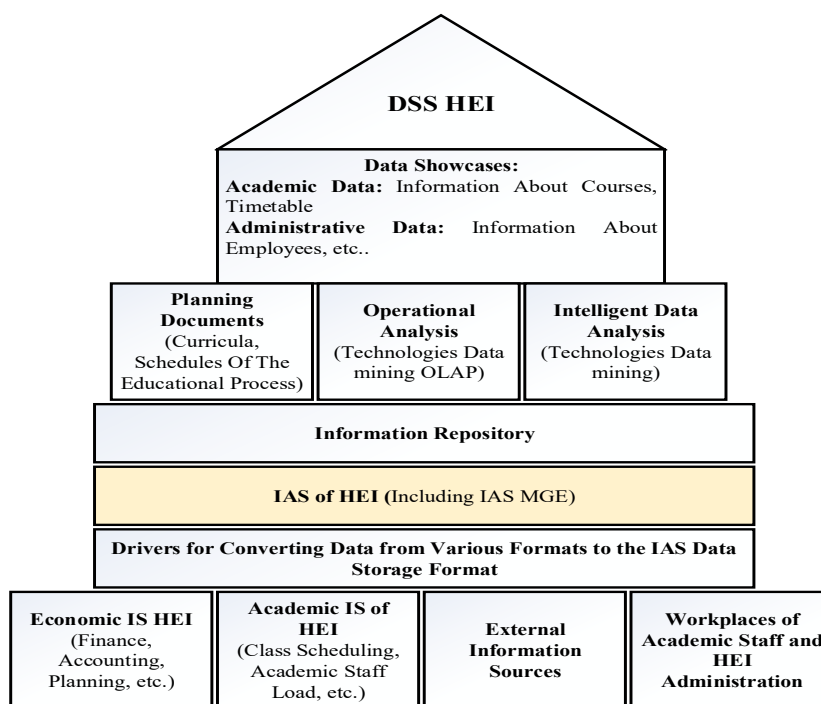 DSS HEI
Data Showcases:
Academic Data: Information About Courses,
Timetable
Administrative Data: Information About
Employees, etc..
Planning
Documents
(Curricula,
Schedules Of The
Educational Process)
Operational
Analysis
(Technologies Data
mining OLAP)
Intelligent Data
Analysis
(Technologies Data
mining)
Information Repository
IAS of HEI (Including IAS MGE)
Drivers for Converting Data from Various Formats to the IAS Data
Storage Format
Economic IS HEI
(Finance,
Accounting,
Planning, etc.)
Academic IS of
HEI
(Class Scheduling,
Academic Staff
Load, etc.)
External
Information
Sources
Workplaces of
Academic Staff and
HEI
Administration